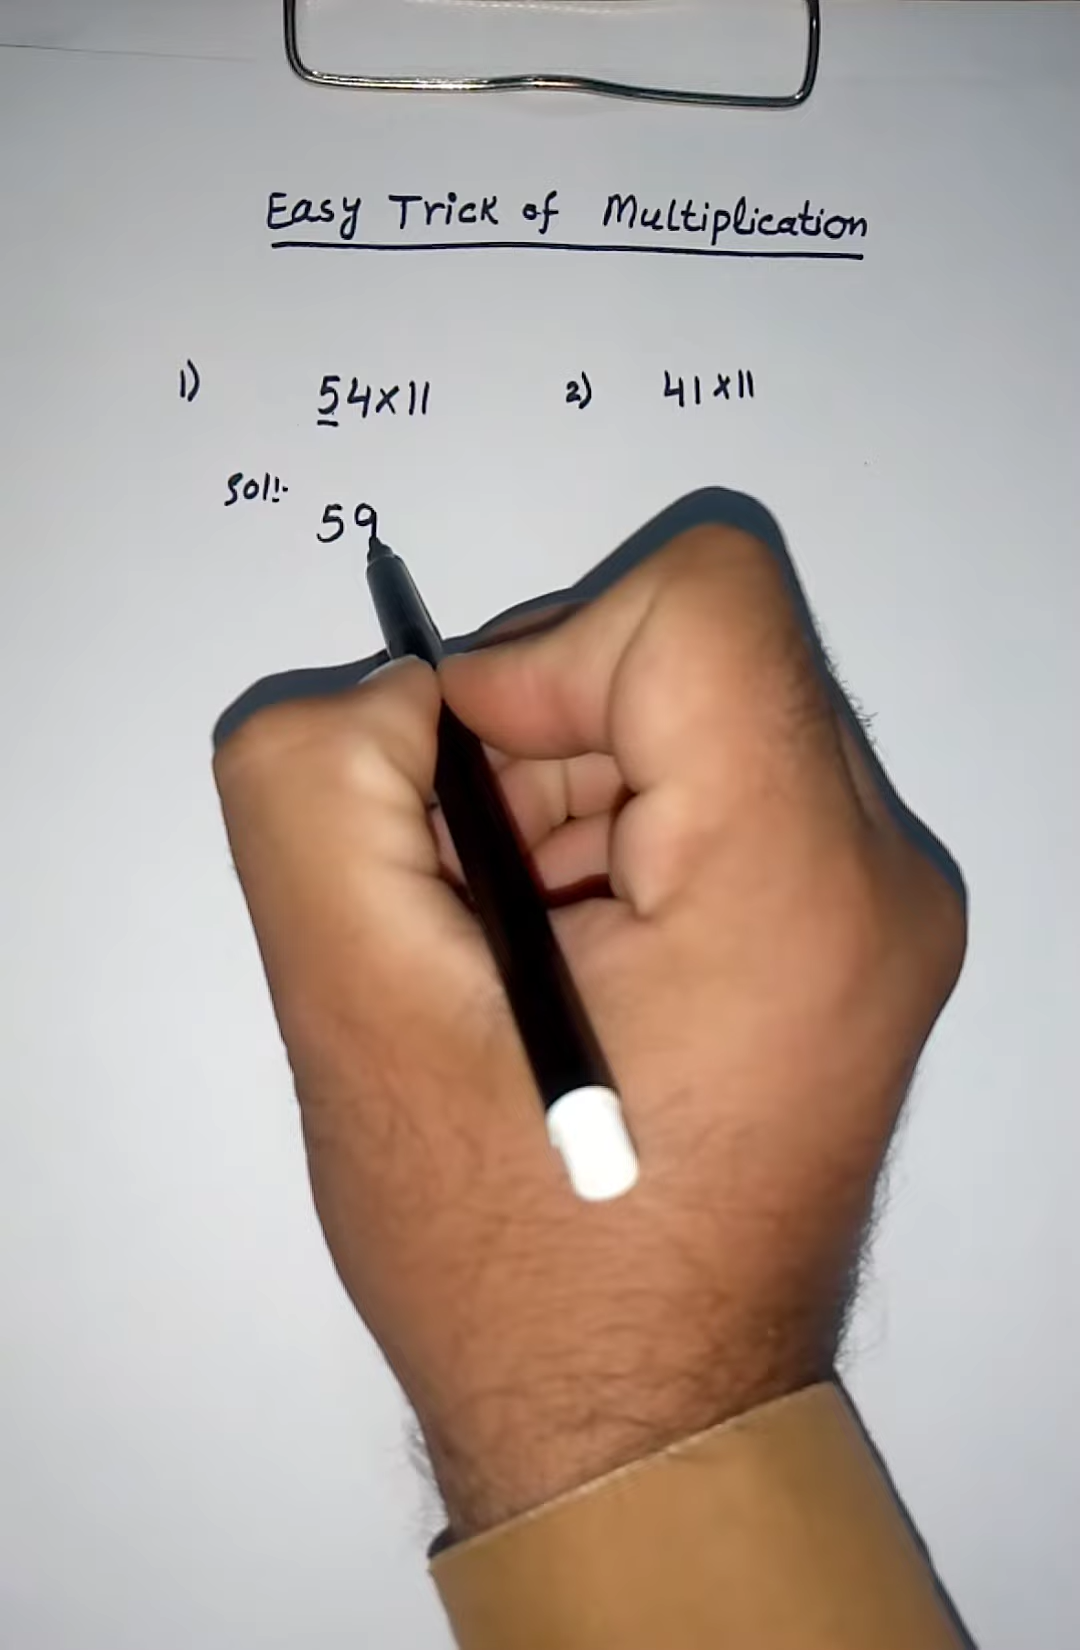 Easy Trick of Multiplication
1) 54×11 2) 41×11
Sol:-
59